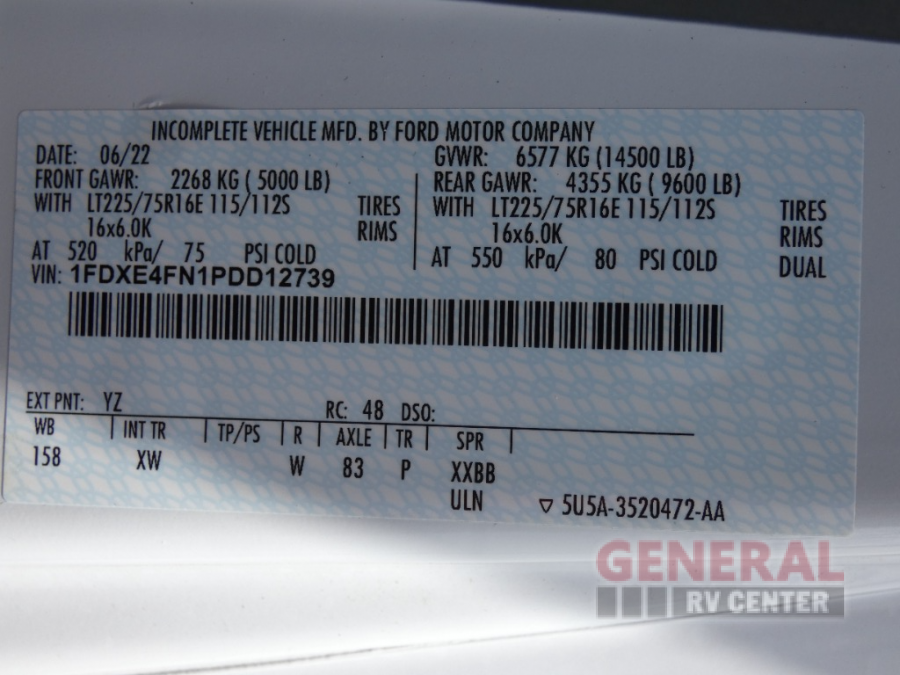 INCOMPLETE VEHICLE MFD. BY FORD MOTOR COMPANY
DATE: 06/22 GVWR: 6577 KG (14500 LB)
FRONT GAWR: 2268 KG ( 5000 LB) REAR GAWR: 4355 KG ( 9600 LB)
WITH LT225/75R16E 115/112S TIRES WITH LT225/75R16E 115/112S TIRES
16x6.0K RIMS 16x6.0K RIMS
AT 520 kPa/ 75 PSI COLD AT 550 kPa/ 80 PSI COLD DUAL
VIN: 1FDXE4FN1PDD12739
EXT PNT: YZ RC: 48 DSO:
WB INT TR TP/PS R AXLE TR SPR
158 XW W 83 P XXBB
ULN ▽ 5U5A-3520472-AA
GENERAL
RV CENTER